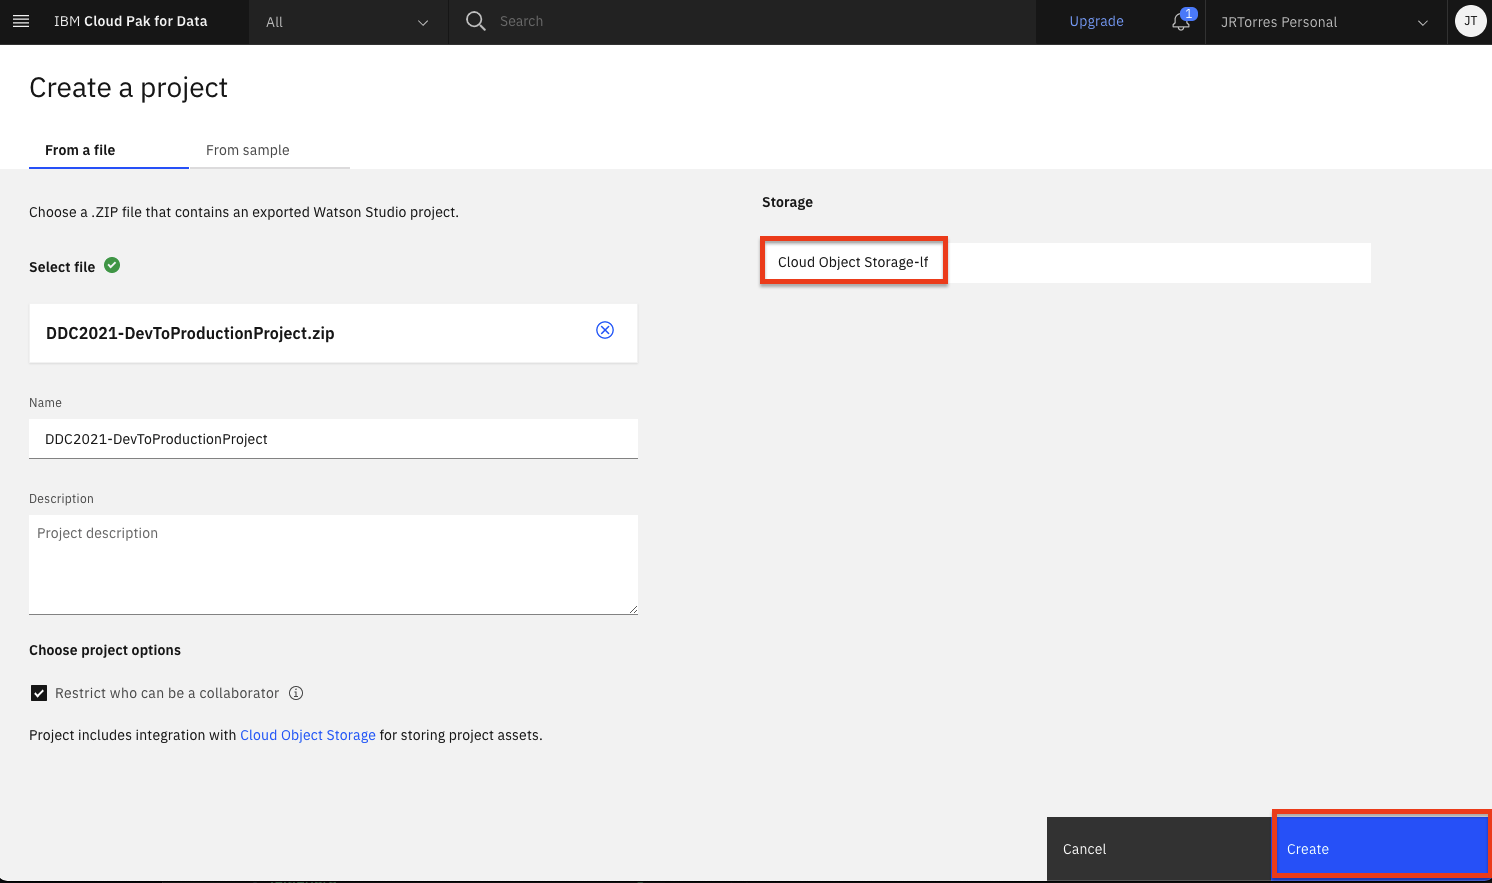 IBM Cloud Pak for Data
All
Search
Upgrade
1
JRTorres Personal
JT
Create a project
From a file
From sample
Choose a .ZIP file that contains an exported Watson Studio project.
Select file
DDC2021-DevToProductionProject.zip
Name
DDC2021-DevToProductionProject
Description
Project description
Choose project options
Restrict who can be a collaborator
Project includes integration with Cloud Object Storage for storing project assets.
Storage
Cloud Object Storage-lf
Cancel
Create